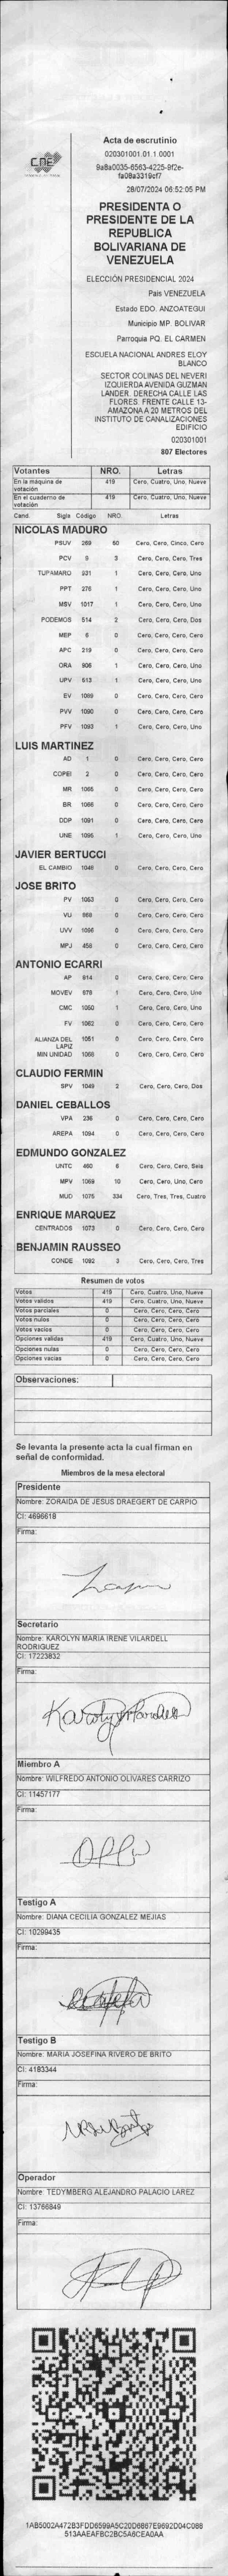 CNE
Acta de escrutinio
020301001.01.1.0001
9a8a0035-6563-4225-9f2e-
fa09a3319cf7
28/07/2024 06:52:05 PM
PRESIDENTA O
PRESIDENTE DE LA
REPUBLICA
BOLIVARIANA DE
VENEZUELA
ELECCIÓN PRESIDENCIAL 2024
Pais VENEZUELA
Estado EDO. ANZOATEGUI
Municipio MP. BOLIVAR
Parroquia PQ. EL CARMEN
ESCUELA NACIONAL ANDRES ELOY
BLANCO
SECTOR COLINAS DEL NEVERI
IZQUIERDA AVENIDA GUZMAN
LANDER. DERECHA CALLE LAS
FLORES. FRENTE CALLE 13-
AMAZONA A 20 METROS DEL
INSTITUTO DE CANALIZACIONES
EDIFICIO
020301001
807 Electores
Votantes NRO. Letras
En la máquina de votación 419 Cero, Cuatro, Uno, Nueve
En el cuaderno de votación 419 Cero, Cuatro, Uno, Nueve
Cand. Sigla Código NRO. Letras
NICOLAS MADURO
PSUV 269 50 Cero, Cero, Cinco, Cero
PCV 9 3 Cero, Cero, Cero, Tres
TUPAMARO 931 1 Cero, Cero, Cero, Uno
PPT 276 1 Cero, Cero, Cero, Uno
MSV 1017 1 Cero, Cero, Cero, Uno
PODEMOS 514 2 Cero, Cero, Cero, Dos
MEP 6 0 Cero, Cero, Cero, Cero
APC 219 0 Cero, Cero, Cero, Cero
ORA 906 1 Cero, Cero, Cero, Uno
UPV 513 1 Cero, Cero, Cero, Uno
EV 1089 0 Cero, Cero, Cero, Cero
PVV 1090 0 Cero, Cero, Cero, Cero
PFV 1093 1 Cero, Cero, Cero, Uno
LUIS MARTINEZ
AD 1 0 Cero, Cero, Cero, Cero
COPEI 2 0 Cero, Cero, Cero, Cero
MR 1065 0 Cero, Cero, Cero, Cero
BR 1086 0 Cero, Cero, Cero, Cero
DDP 1091 0 Cero, Cero, Cero, Cero
UNE 1095 1 Cero, Cero, Cero, Uno
JAVIER BERTUCCI
EL CAMBIO 1046 0 Cero, Cero, Cero, Cero
JOSE BRITO
PV 1053 0 Cero, Cero, Cero, Cero
VU 868 0 Cero, Cero, Cero, Cero
UVV 1056 0 Cero, Cero, Cero, Cero
MPJ 458 0 Cero, Cero, Cero, Cero
ANTONIO ECARRI
AP 814 0 Cero, Cero, Cero, Cero
MOVEV 879 1 Cero, Cero, Cero, Uno
CMC 1050 1 Cero, Cero, Cero, Uno
FV 1062 0 Cero, Cero, Cero, Cero
ALIANZA DEL LAPIZ 1051 0 Cero, Cero, Cero, Cero
MIN UNIDAD 1068 0 Cero, Cero, Cero, Cero
CLAUDIO FERMIN
SPV 1049 2 Cero, Cero, Cero, Dos
DANIEL CEBALLOS
VPA 236 0 Cero, Cero, Cero, Cero
AREPA 1094 0 Cero, Cero, Cero, Cero
EDMUNDO GONZALEZ
UNTC 460 6 Cero, Cero, Cero, Seis
MPV 1069 10 Cero, Cero, Uno, Cero
MUD 1075 334 Cero, Tres, Tres, Cuatro
ENRIQUE MARQUEZ
CENTRADOS 1073 0 Cero, Cero, Cero, Cero
BENJAMIN RAUSSEO
CONDE 1082 3 Cero, Cero, Cero, Tres
Resumen de votos
Votos 419 Cero, Cuatro, Uno, Nueve
Votos validos 419 Cero, Cuatro, Uno, Nueve
Votos parciales 0 Cero, Cero, Cero, Cero
Votos nulos 0 Cero, Cero, Cero, Cero
Votos vacios 0 Cero, Cero, Cero, Cero
Opciones validas 419 Cero, Cuatro, Uno, Nueve
Opciones nulas 0 Cero, Cero, Cero, Cero
Opciones vacias 0 Cero, Cero, Cero, Cero
Observaciones:
Se levanta la presente acta la cual firman en
señal de conformidad.
Miembros de la mesa electoral
Presidente
Nombre: ZORAIDA DE JESUS DRAEGERT DE CARPIO
CI: 4696618
Firma:
Secretario
Nombre: KAROLYN MARIA IRENE VILARDELL
RODRIGUEZ
CI: 17223832
Firma:
Miembro A
Nombre: WILFREDO ANTONIO OLIVARES CARRIZO
CI: 11457177
Firma:
Testigo A
Nombre: DIANA CECILIA GONZALEZ MEJIAS
CI: 10299435
Firma:
Testigo B
Nombre: MARIA JOSEFINA RIVERO DE BRITO
CI: 4183344
Firma:
Operador
Nombre: TEDYMBERG ALEJANDRO PALACIO LAREZ
CI: 13766849
Firma:
1AB5002A472B3FDD6599A5C20D6867E9692D04C088
513AAEAFBC2BC5A6CEA0AA